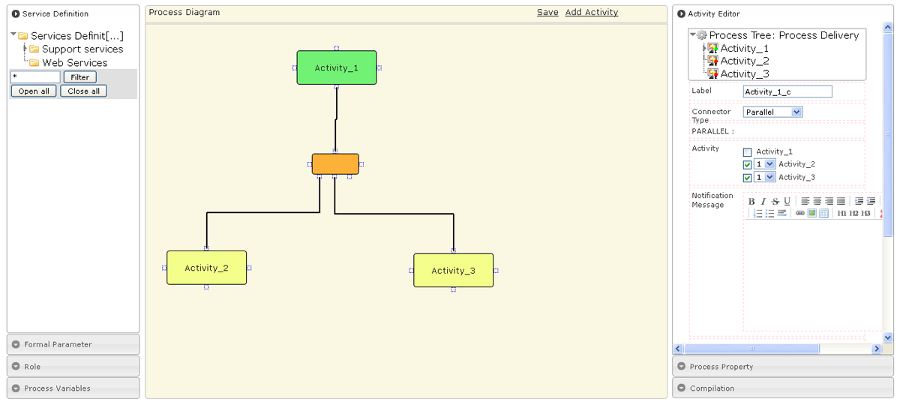 Service Definition
Services Definit[...]
Support services
Web Services
*
Filter
Open all
Close all
Formal Parameter
Role
Process Variables
Process Diagram
Save
Add Activity
Activity_1
Activity_2
Activity_3
Activity Editor
Process Tree: Process Delivery
Activity_1
Activity_2
Activity_3
Label
Activity_1_c
Connector Type
Parallel
PARALLEL :
Activity
Activity_1
1 Activity_2
1 Activity_3
Notification
Message
B I S U
H1 H2 H3
Process Property
Compilation